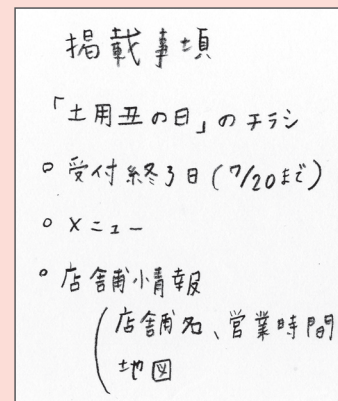 掲載事項
「土用丑の日」のチラシ
○ 受付終了日(7/20まで)
○ メニュー
○ 店舗情報
(店舗名、営業時間
地図